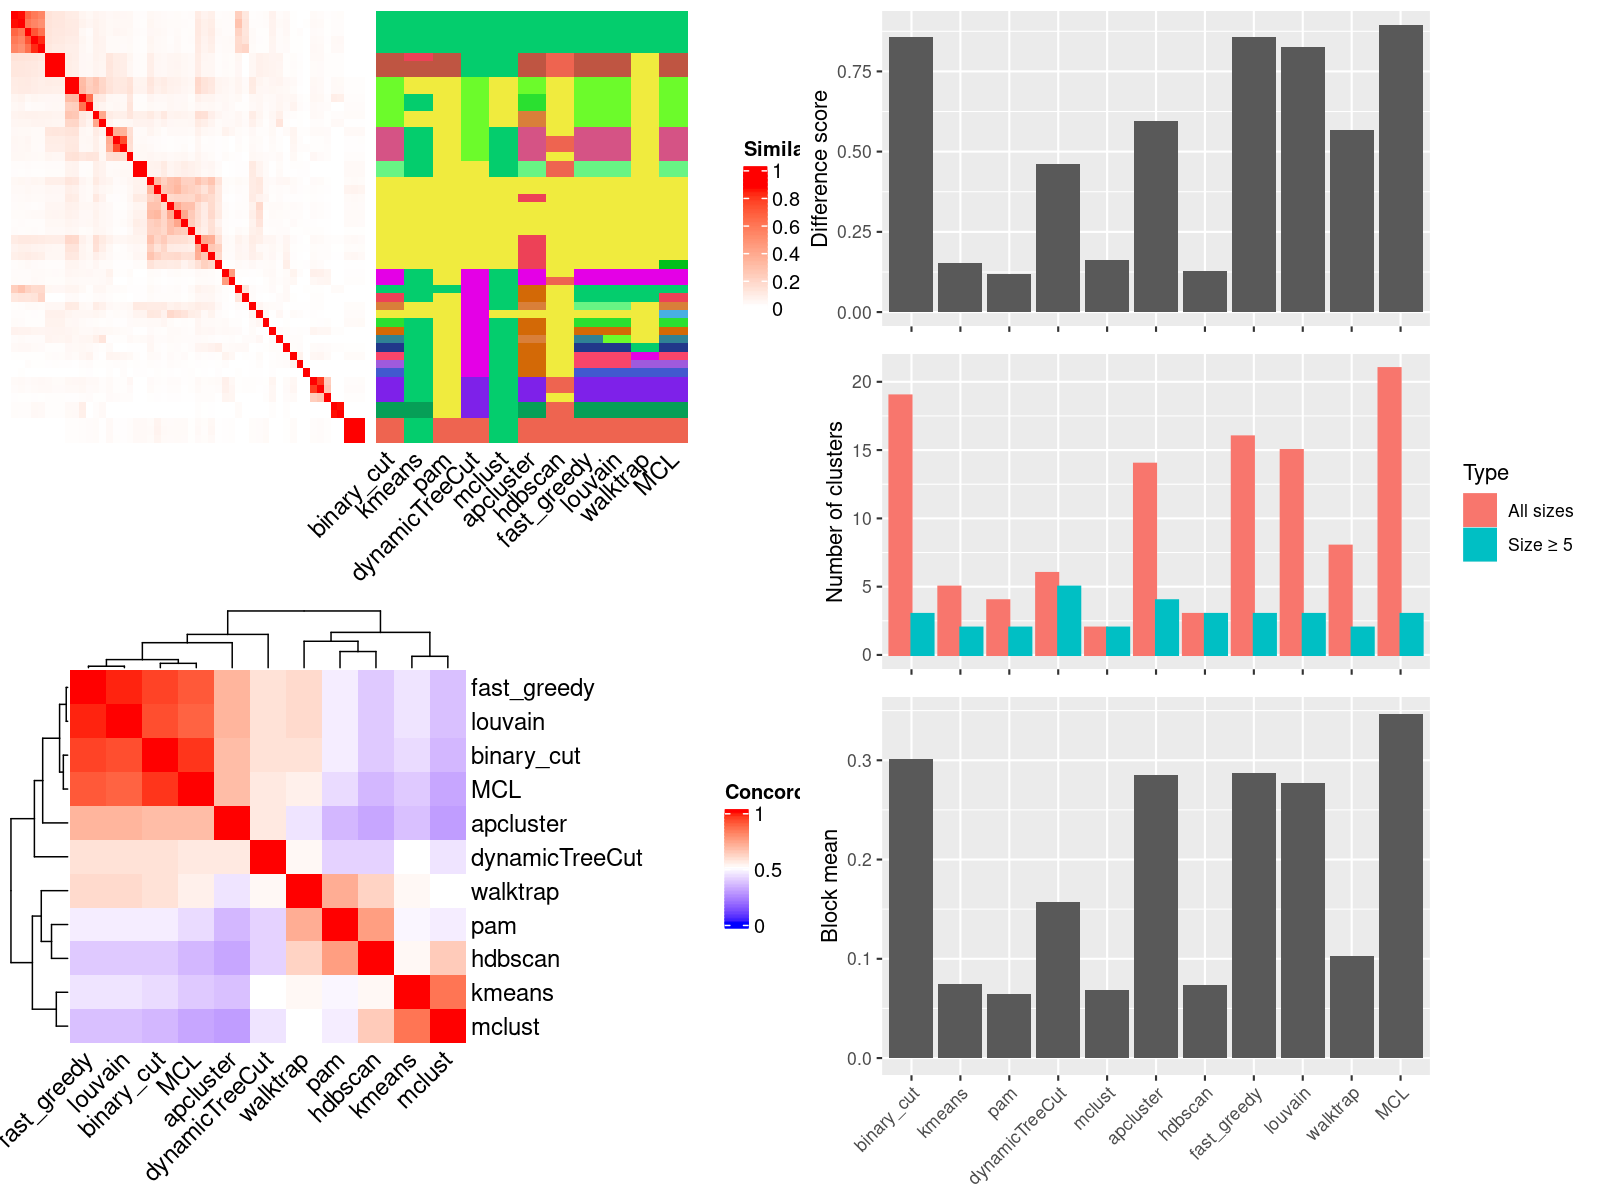 Simila
1
0.8
0.6
0.4
0.2
0
binary_cut
kmeans
pam
dynamicTreeCut
mclust
apcluster
hdbscan
fast_greedy
louvain
walktrap
MCL
fast_greedy
louvain
binary_cut
MCL
apcluster
dynamicTreeCut
walktrap
pam
hdbscan
kmeans
mclust
fast_greedy
louvain
binary_cut
MCL
apcluster
dynamicTreeCut
walktrap
pam
hdbscan
kmeans
mclust
Concord
1
0.5
0
Difference score
0.75
0.50
0.25
0.00
Number of clusters
20
15
10
5
0
Type
All sizes
Size ≥ 5
Block mean
0.3
0.2
0.1
0.0
binary_cut
kmeans
pam
dynamicTreeCut
mclust
apcluster
hdbscan
fast_greedy
louvain
walktrap
MCL